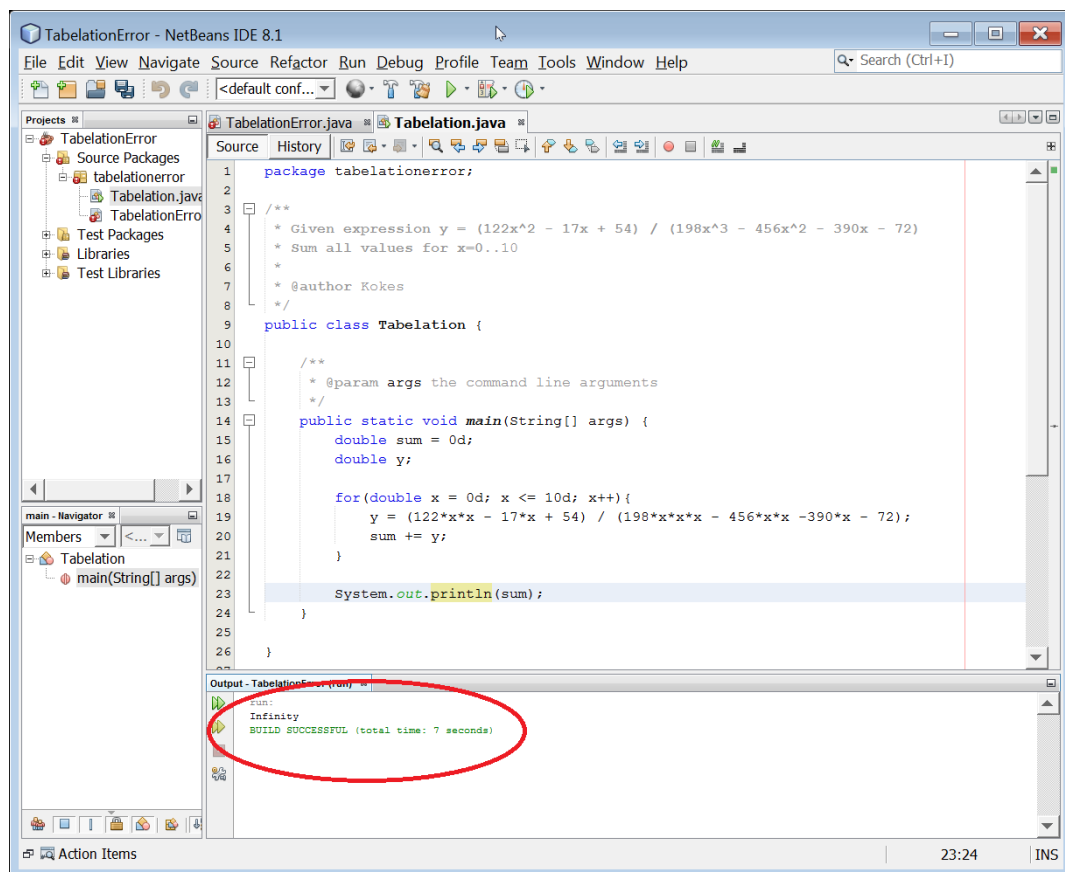 TabelationError - NetBeans IDE 8.1
File Edit View Navigate Source Refactor Run Debug Profile Team Tools Window Help
Search (Ctrl+I)
<default conf...
Projects
TabelationError
Source Packages
tabelationerror
Tabelation.java
TabelationErro
Test Packages
Libraries
Test Libraries
main - Navigator
Members <...
Tabelation
main(String[] args)
TabelationError.java Tabelation.java
Source History
1 package tabelationerror;
2
3 /**
4 * Given expression y = (122x^2 - 17x + 54) / (198x^3 - 456x^2 - 390x - 72)
5 * Sum all values for x=0..10
6 *
7 * @author Kokes
8 */
9 public class Tabelation {
10
11 /**
12 * @param args the command line arguments
13 */
14 public static void main(String[] args) {
15 double sum = 0d;
16 double y;
17
18 for(double x = 0d; x <= 10d; x++){
19 y = (122*x*x - 17*x + 54) / (198*x*x*x - 456*x*x -390*x - 72);
20 sum += y;
21 }
22
23 System.out.println(sum);
24 }
25
26 }
Output - TabelationError (run)
run:
Infinity
BUILD SUCCESSFUL (total time: 7 seconds)
Action Items
23:24 INS